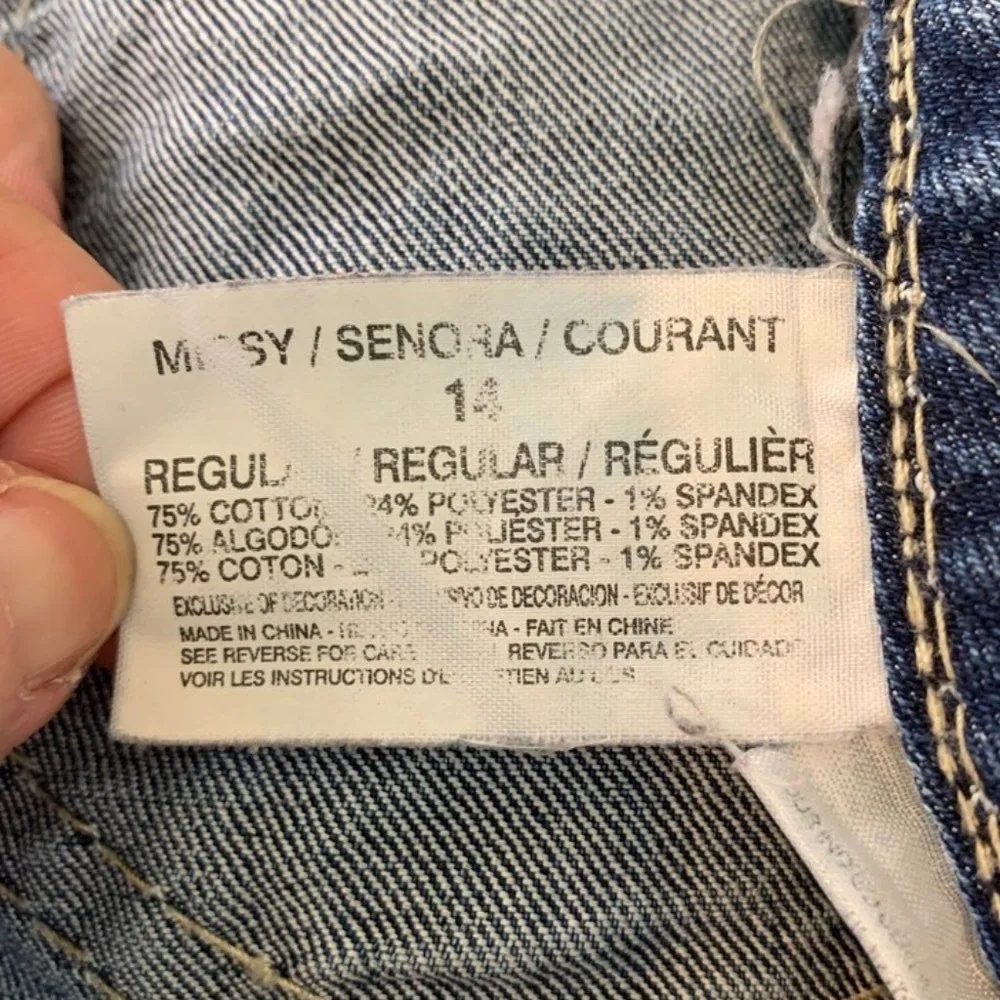 MISSY / SENORA / COURANT
14
REGULAR / REGULAR / RÉGULIÈR
75% COTTON 24% POLYESTER - 1% SPANDEX
75% ALGODÓN 24% POLIESTER - 1% SPANDEX
75% COTON - POLYESTER - 1% SPANDEX
EXCLUSIVE OF DECORATION - DE DECORACION - EXCLUSIF DE DÉCOR
MADE IN CHINA - FAIT EN CHINE
SEE REVERSE FOR CARE REVERSO PARA EL CUIDADO
VOIR LES INSTRUCTIONS AU DOS